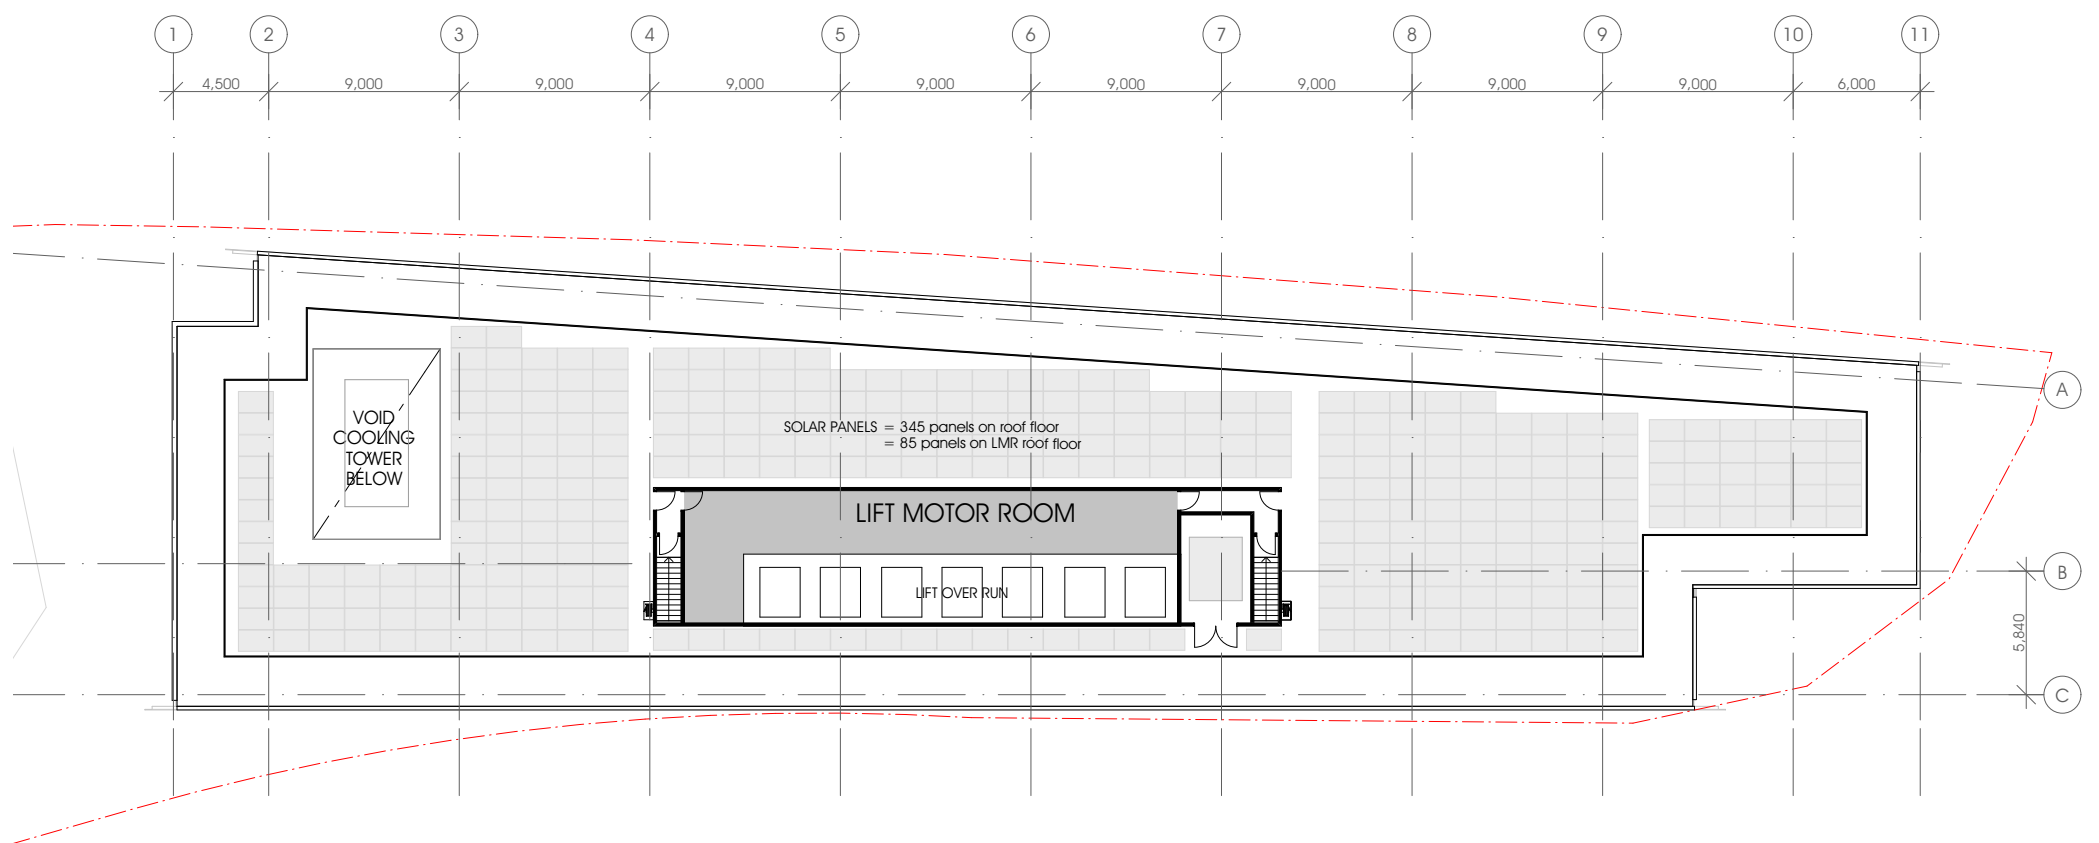 1 2 3 4 5 6 7 8 9 10 11
4,500 9,000 9,000 9,000 9,000 9,000 9,000 9,000 9,000 6,000
A
VOID
COOLING
TOWER
BELOW
SOLAR PANELS = 345 panels on roof floor
= 85 panels on LMR roof floor
LIFT MOTOR ROOM
B
LIFT OVER RUN
5,840
C